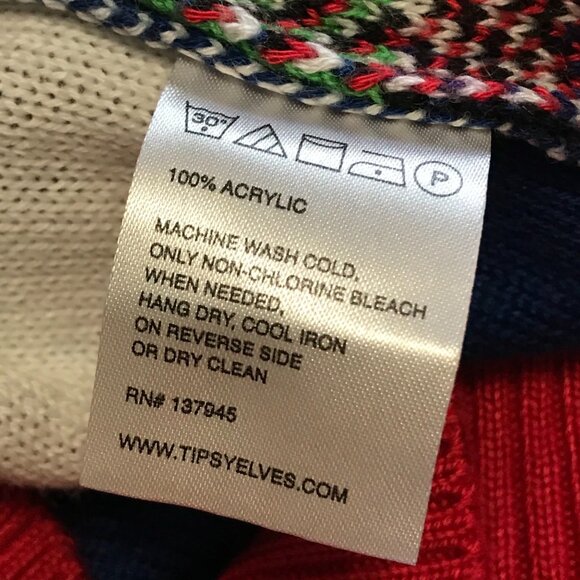 30° P
100% ACRYLIC
MACHINE WASH COLD,
ONLY NON-CHLORINE BLEACH
WHEN NEEDED,
HANG DRY, COOL IRON
ON REVERSE SIDE
OR DRY CLEAN
RN# 137945
WWW.TIPSYELVES.COM